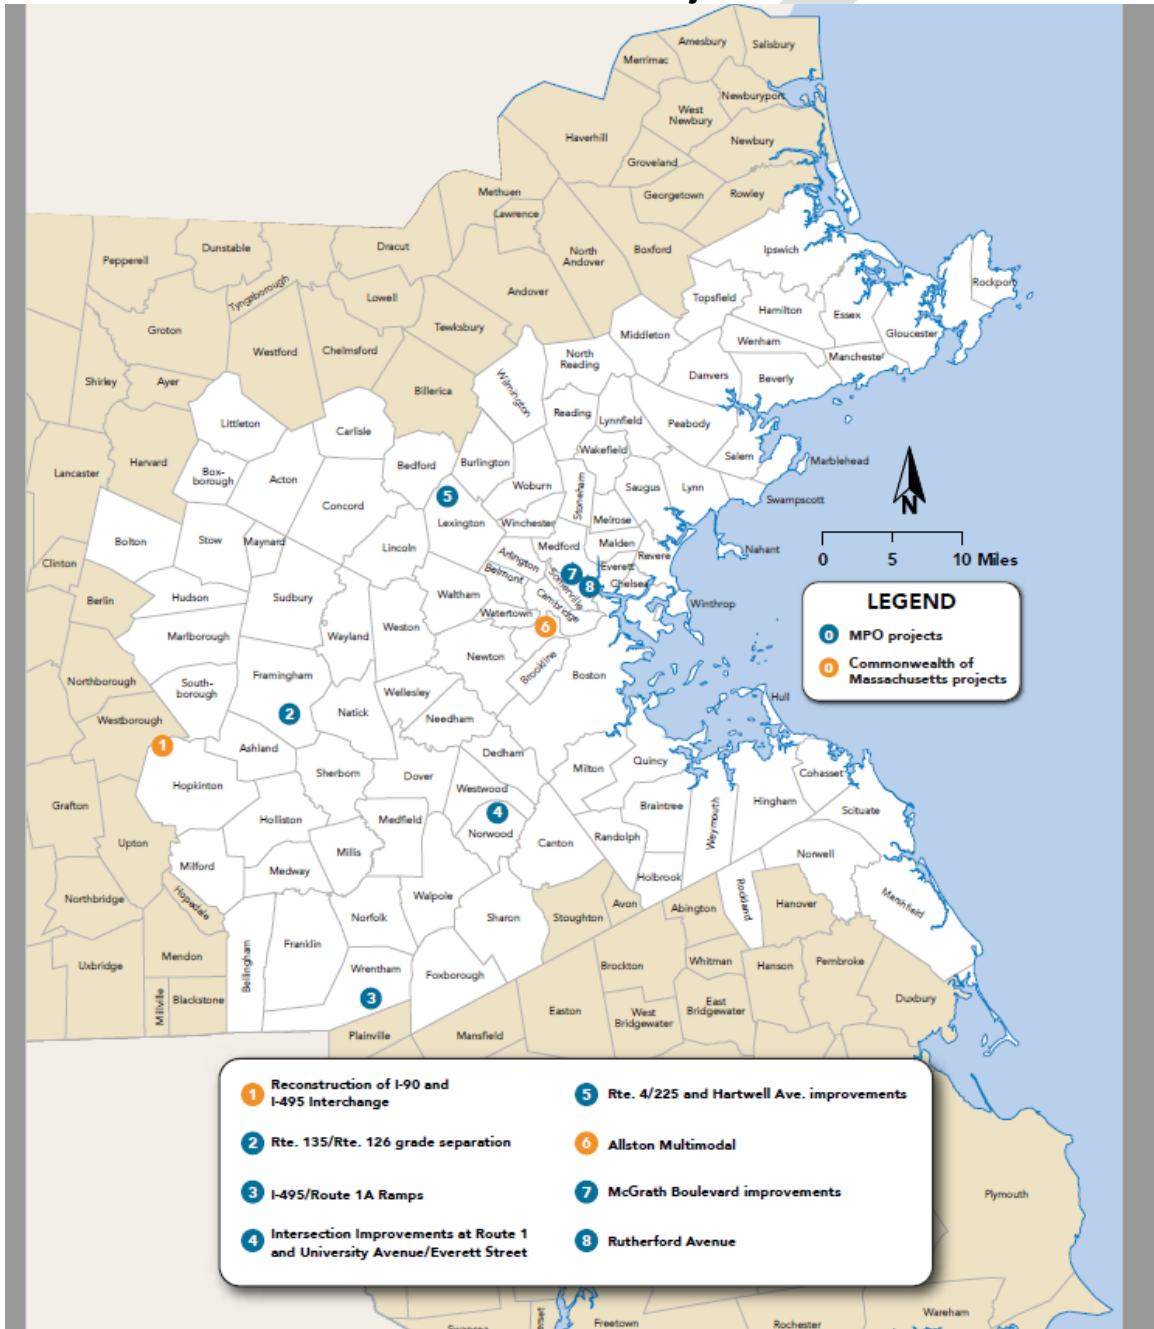 Amesbury
Salisbury
Merrimac
Newburyport
West
Newbury
Haverhill
Newbury
Groveland
Methuen
Georgetown
Rowley
Lawrence
Dunstable
Dracut
North
Andover
Boxford
Ipswich
Pepperell
Tyngsborough
Lowell
Andover
Topsfield
Hamilton
Rockport
Essex
Groton
Tewksbury
Middleton
Gloucester
Westford
Chelmsford
Wenham
North
Reading
Manchester
Shirley
Ayer
Billerica
Wilmington
Danvers
Beverly
Littleton
Carlisle
Reading
Lynnfield
Peabody
Wakefield
Salem
Marblehead
Lancaster
Harvard
Box-
borough
Acton
Bedford
Burlington
Woburn
Stoneham
Saugus
Lynn
Swampscott
N
5
Concord
Lexington
Winchester
Melrose
Bolton
Stow
Maynard
Lincoln
Arlington
Medford
Malden
Revere
Nahant
0 5 10 Miles
Clinton
Belmont
7
Everett
8
Chelsea
Somerville
Berlin
Hudson
Sudbury
Waltham
Cambridge
Winthrop
Watertown
6
LEGEND
0 MPO projects
0 Commonwealth of
Massachusetts projects
Marlborough
Wayland
Weston
Newton
Brookline
Boston
Northborough
South-
borough
Framingham
Wellesley
Hull
Westborough
2
Natick
Needham
1
Ashland
Dedham
Quincy
Milton
Hopkinton
Sherborn
Dover
Westwood
Cohasset
Grafton
Holliston
Medfield
4
Norwood
Braintree
Weymouth
Hingham
Scituate
Upton
Canton
Randolph
Milford
Medway
Millis
Norwell
Holbrook
Northbridge
Hopedale
Walpole
Rockland
Marshfield
Norfolk
Sharon
Stoughton
Avon
Abington
Hanover
Franklin
Mendon
Uxbridge
Bellingham
Wrentham
Foxborough
Brockton
Whitman
Hanson
Pembroke
Millville
Blackstone
3
Easton
West
Bridgewater
East
Bridgewater
Duxbury
Plainville
Mansfield
1 Reconstruction of I-90 and
I-495 Interchange
2 Rte. 135/Rte. 126 grade separation
3 I-495/Route 1A Ramps
4 Intersection Improvements at Route 1
and University Avenue/Everett Street
5 Rte. 4/225 and Hartwell Ave. improvements
6 Allston Multimodal
7 McGrath Boulevard improvements
8 Rutherford Avenue
Plymouth
Wareham
Freetown
Rochester